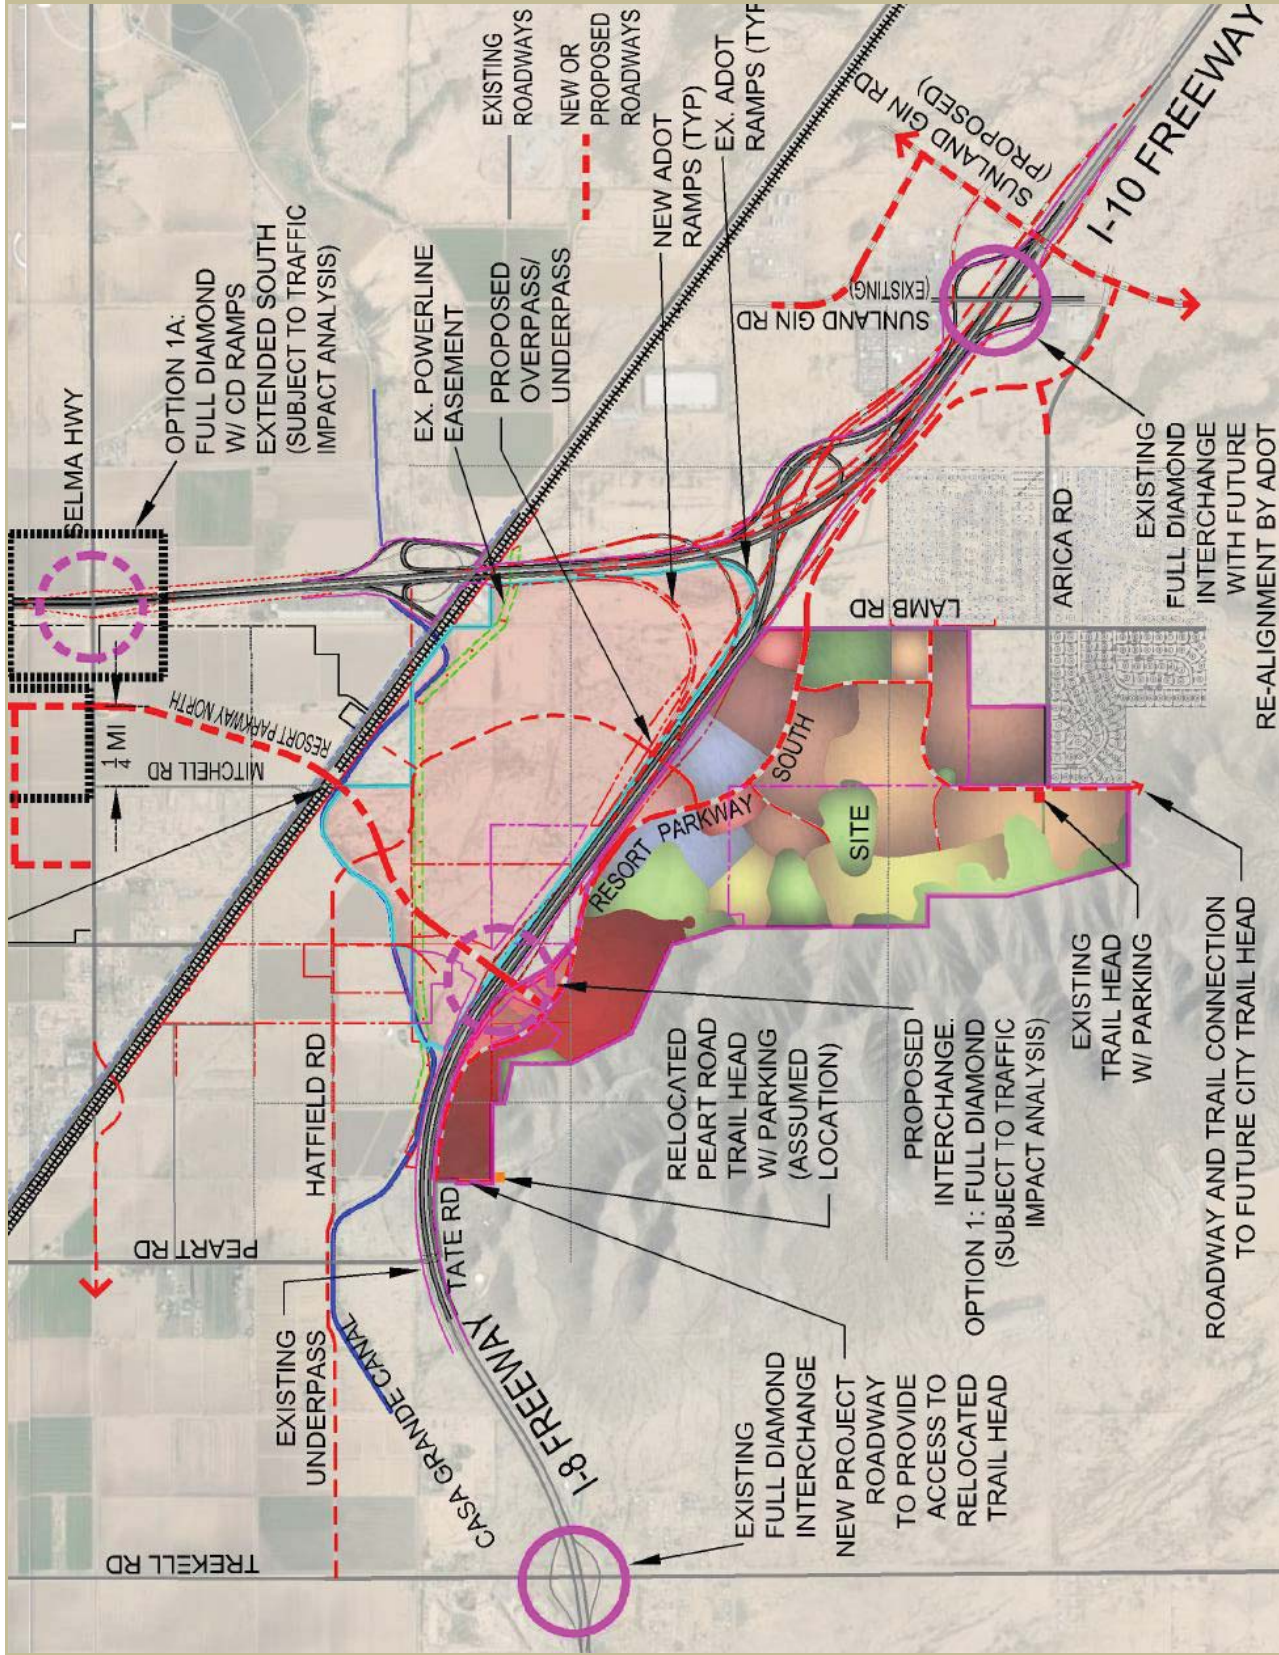 TREKELL RD
PEART RD
HATFIELD RD
EXISTING
UNDERPASS
CASA GRANDE CANAL
TATE RD
I-8 FREEWAY
EXISTING
FULL DIAMOND
INTERCHANGE
NEW PROJECT
ROADWAY
TO PROVIDE
ACCESS TO
RELOCATED
TRAIL HEAD
RELOCATED
PEART ROAD
TRAIL HEAD
W/ PARKING
(ASSUMED
LOCATION)
PROPOSED
INTERCHANGE.
OPTION 1: FULL DIAMOND
(SUBJECT TO TRAFFIC
IMPACT ANALYSIS)
EXISTING
TRAIL HEAD
W/ PARKING
ROADWAY AND TRAIL CONNECTION
TO FUTURE CITY TRAIL HEAD
MITCHELL RD
1/4 MI
RESORT PARKWAY NORTH
RESORT PARKWAY SOUTH
SITE
SELMA HWY
OPTION 1A:
FULL DIAMOND
W/ CD RAMPS
EXTENDED SOUTH
(SUBJECT TO TRAFFIC
IMPACT ANALYSIS)
EX. POWERLINE
EASEMENT
PROPOSED
OVERPASS/
UNDERPASS
EXISTING
ROADWAYS
NEW OR
PROPOSED
ROADWAYS
NEW ADOT
RAMPS (TYP)
EX. ADOT
RAMPS (TYP
LAMB RD
ARICA RD
SUNLAND GIN RD
(EXISTING)
SUNLAND GIN RD
(PROPOSED)
I-10 FREEWAY
EXISTING
FULL DIAMOND
INTERCHANGE
WITH FUTURE
RE-ALIGNMENT BY ADOT